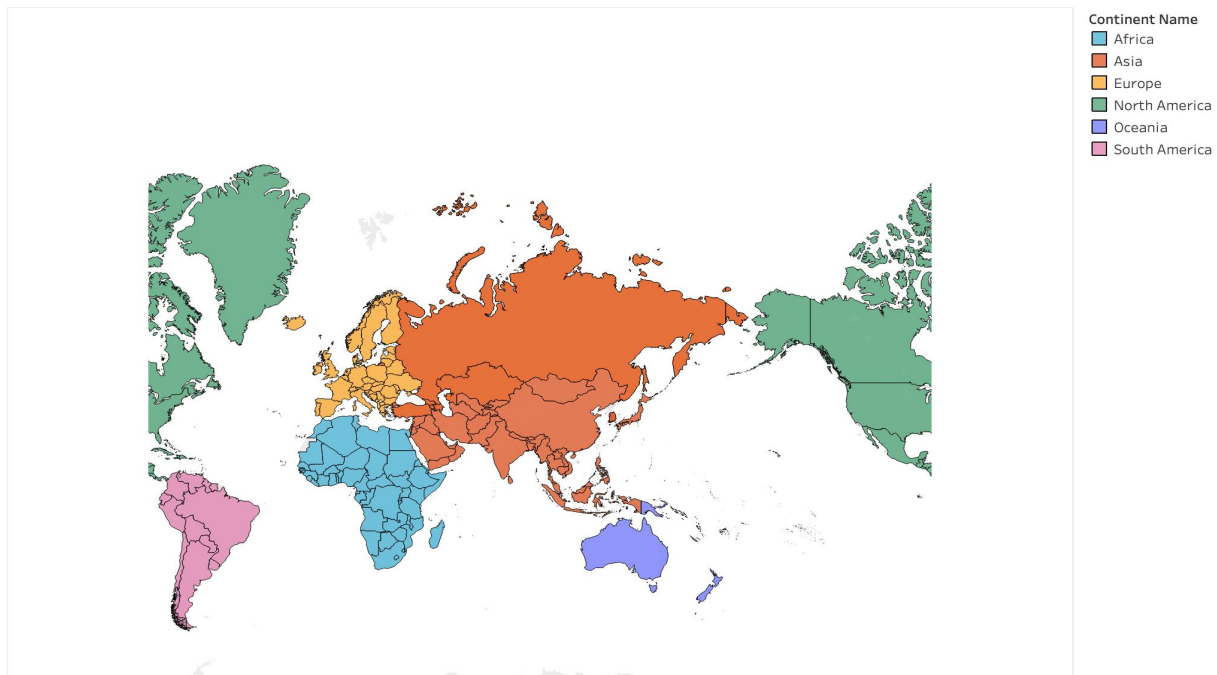 Continent Name
Africa
Asia
Europe
North America
Oceania
South America